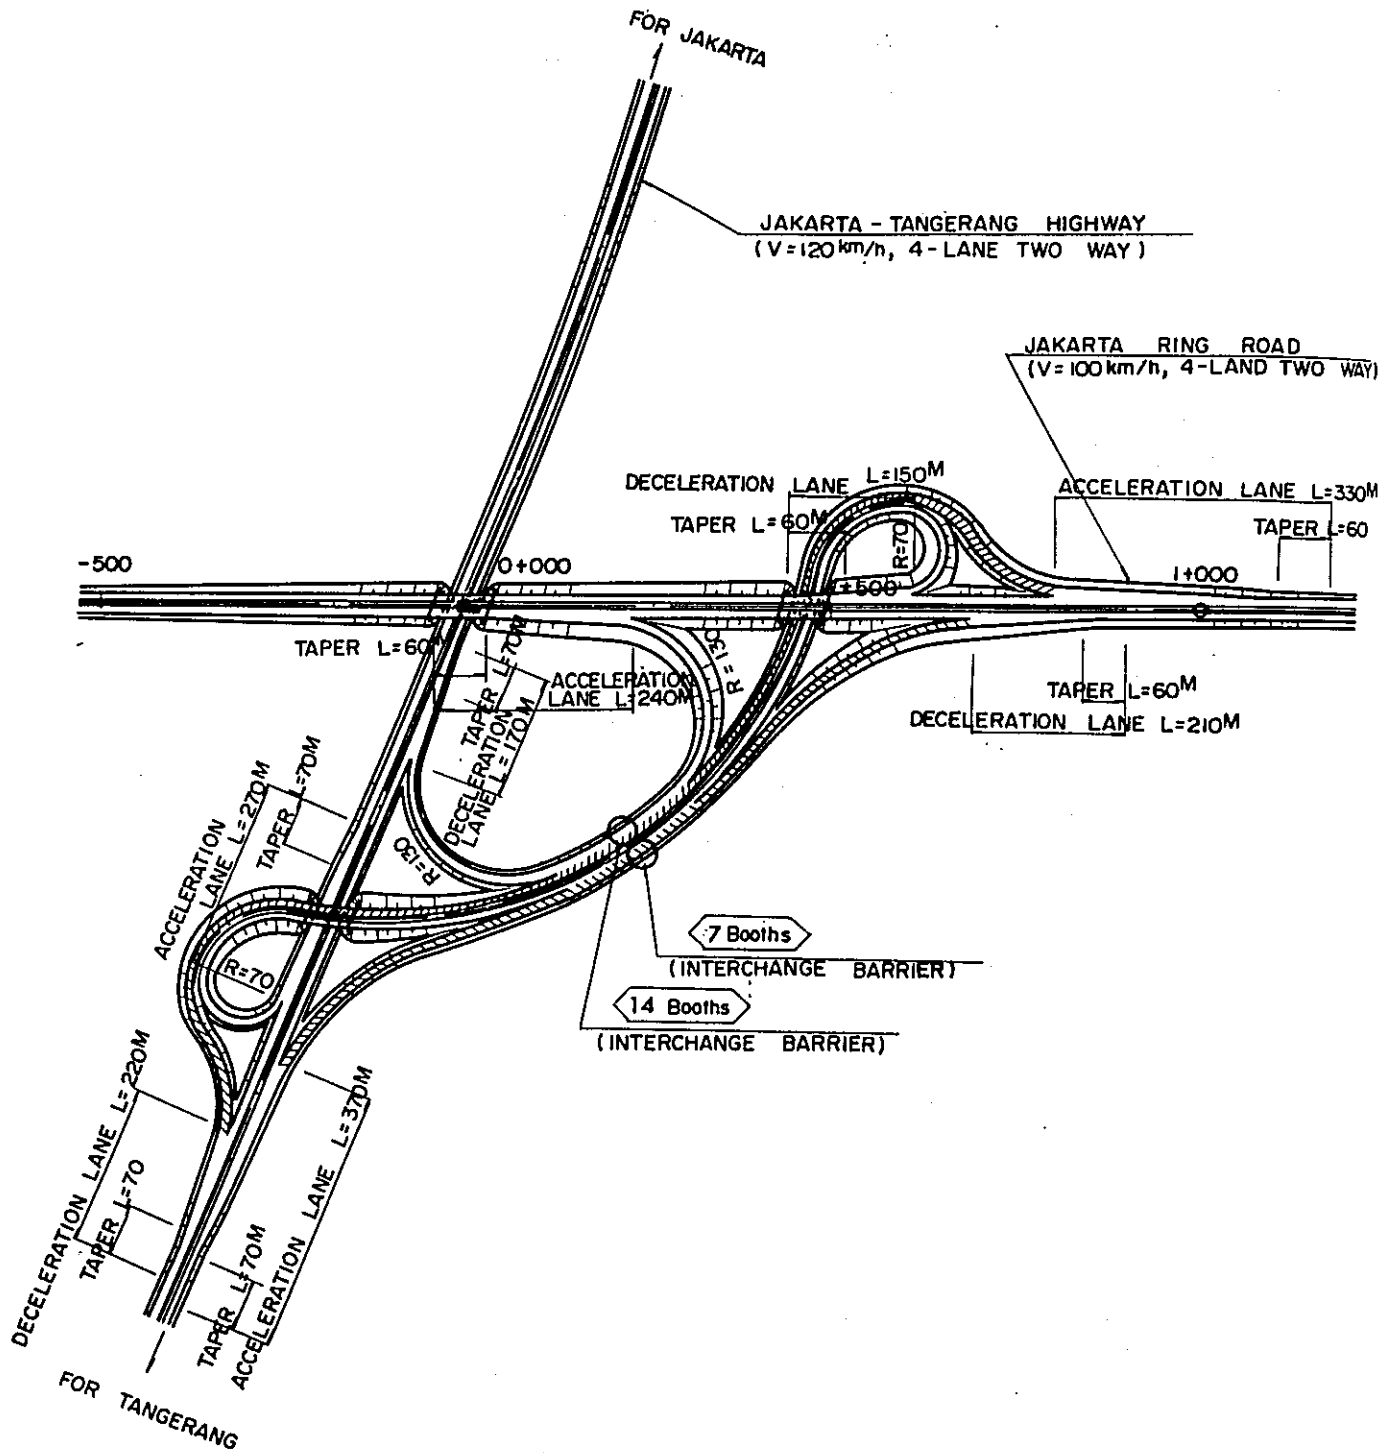 FOR JAKARTA
JAKARTA - TANGERANG HIGHWAY
(V=120km/h, 4-LANE TWO WAY)
JAKARTA RING ROAD
(V=100km/h, 4-LAND TWO WAY)
DECELERATION LANE L=150M
TAPER L=60M
R=70
ACCELERATION LANE L=330M
TAPER L=60
-500
0+000
+500
1+000
TAPER L=60M
TAPER L=70M
ACCELERATION
LANE L=240M
R=130
TAPER L=60M
DECELERATION LANE L=210M
DECELERATION
LANE L=170M
ACCELERATION
LANE L=270M
TAPER L=70M
R=130
R=70
7 Booths
(INTERCHANGE BARRIER)
14 Booths
(INTERCHANGE BARRIER)
DECELERATION LANE L=220M
TAPER L=70
TAPER L=70M
ACCELERATION LANE L=370M
FOR TANGERANG